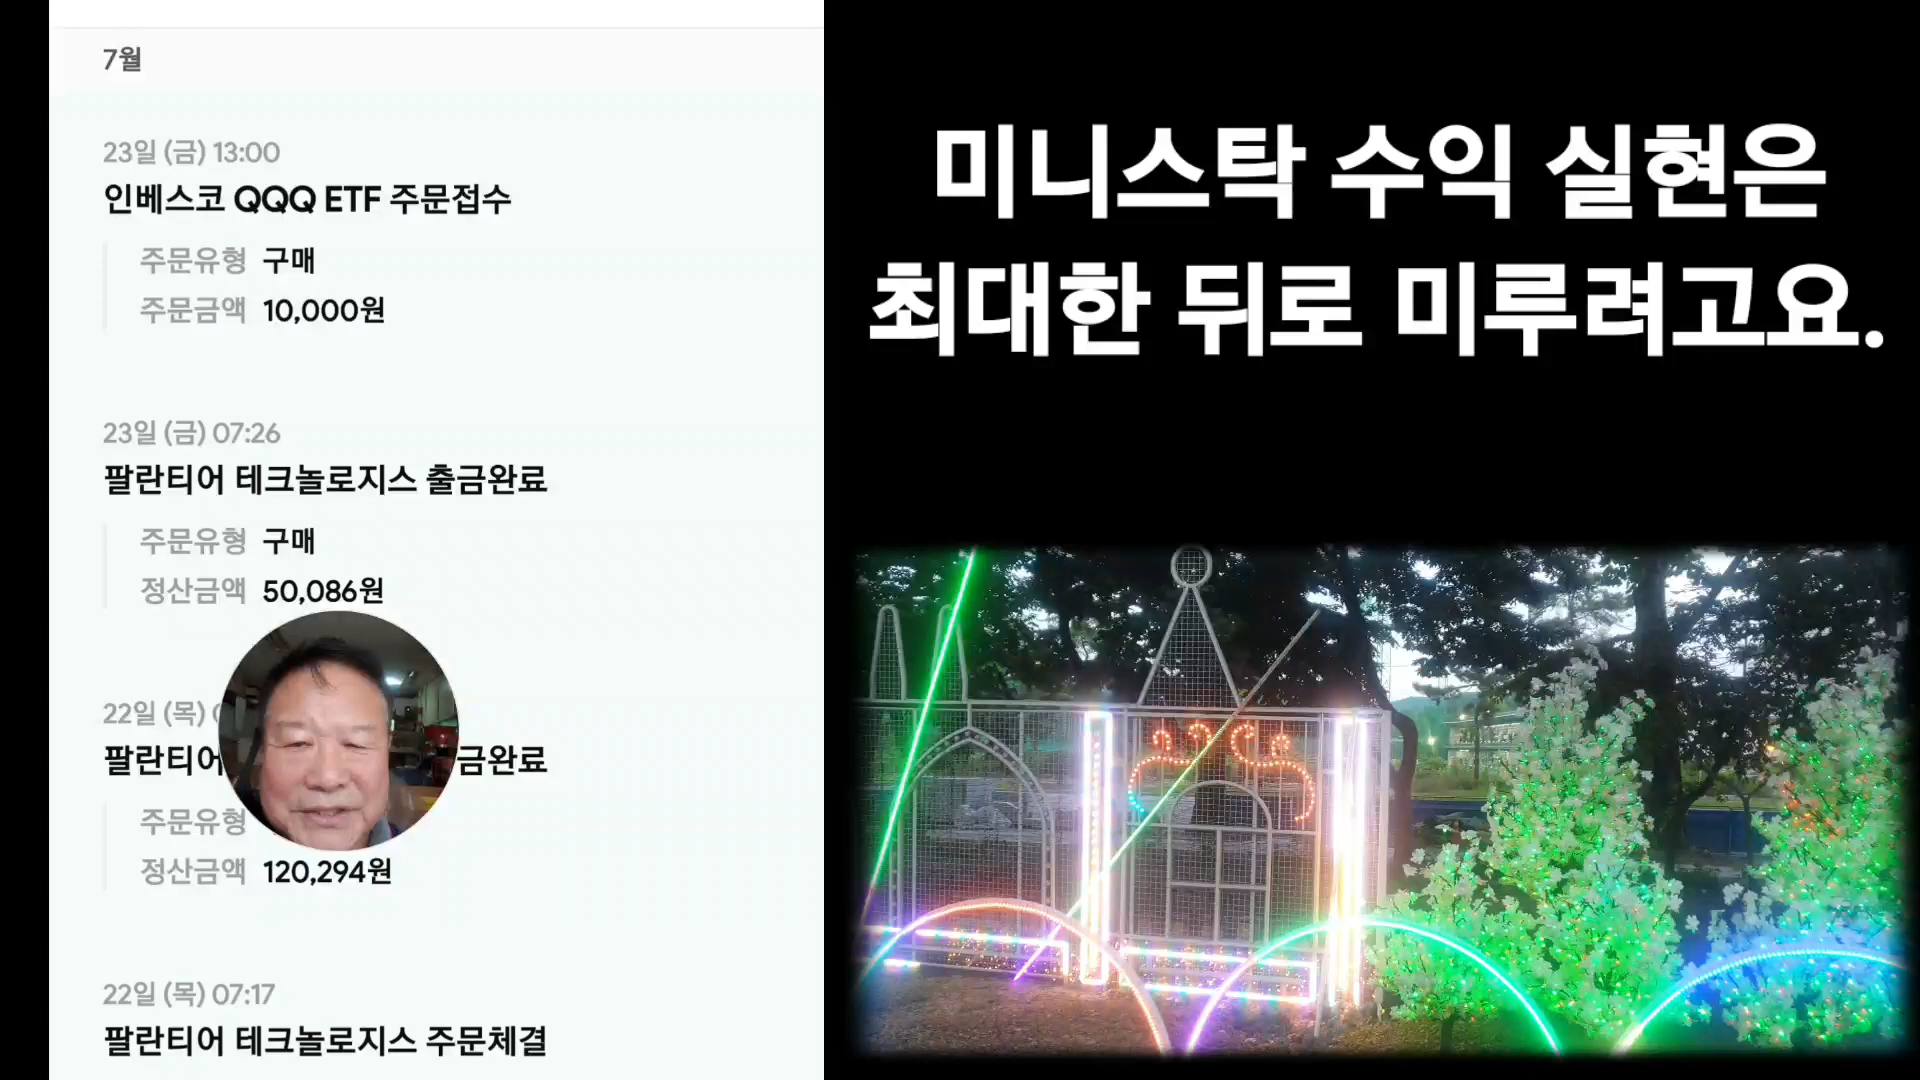 7월
23일 (금) 13:00
인베스코 QQQ ETF 주문접수
주문유형 구매
주문금액 10,000원
23일 (금) 07:26
팔란티어 테크놀로지스 출금완료
주문유형 구매
정산금액 50,086원
22일 (목)
팔란티어 금완료
주문유형
정산금액 120,294원
22일 (목) 07:17
팔란티어 테크놀로지스 주문체결
미니스탁 수익 실현은
최대한 뒤로 미루려고요.